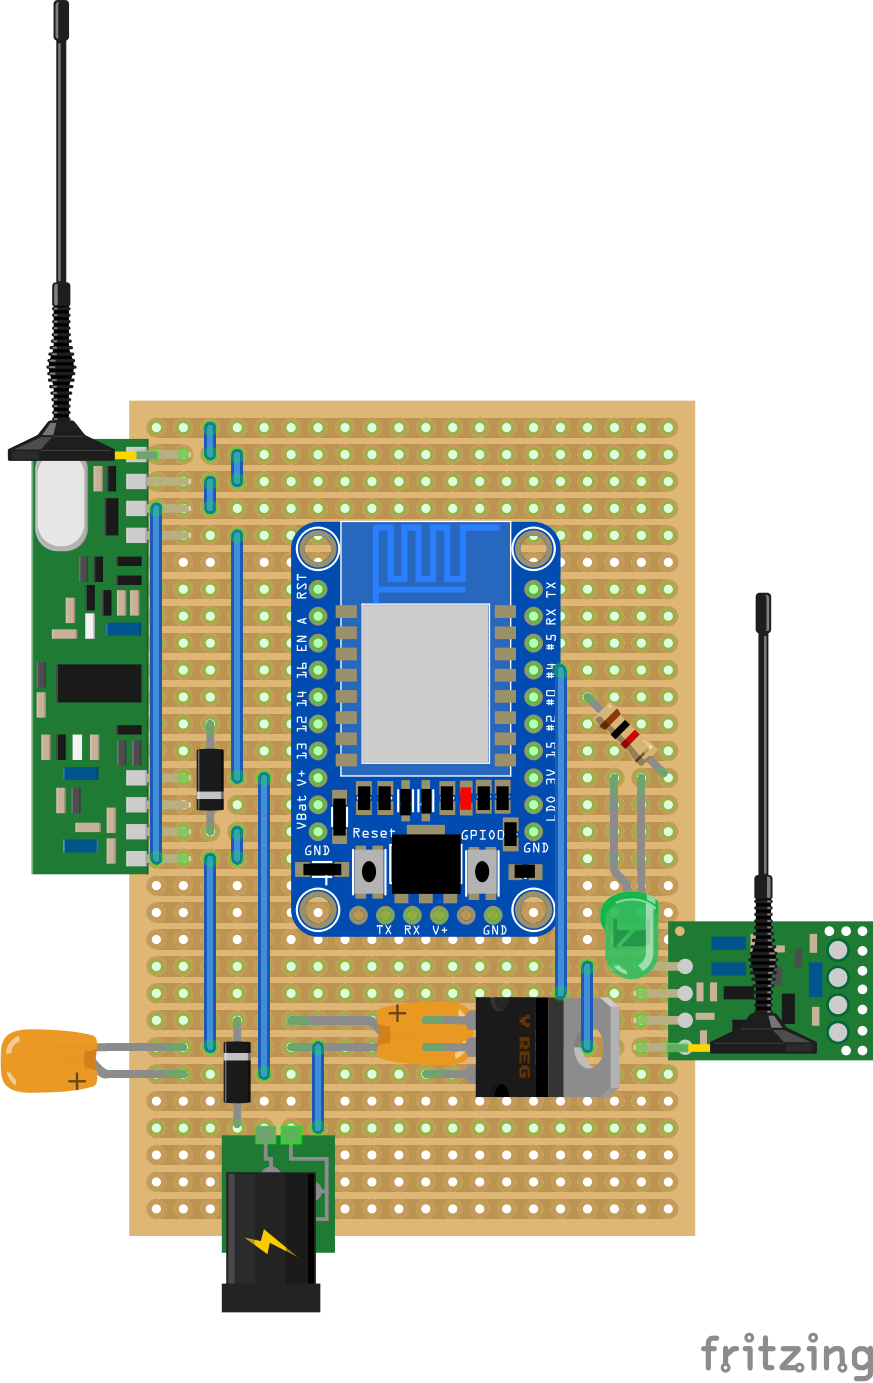 RST
EN A
16
14
12
13
V+
VBat
TX
RX
#5
#4
#0
#2
15
3V
LDO
Reset
GPIO0
GND
GND
TX RX V+ GND
V REG
fritzing